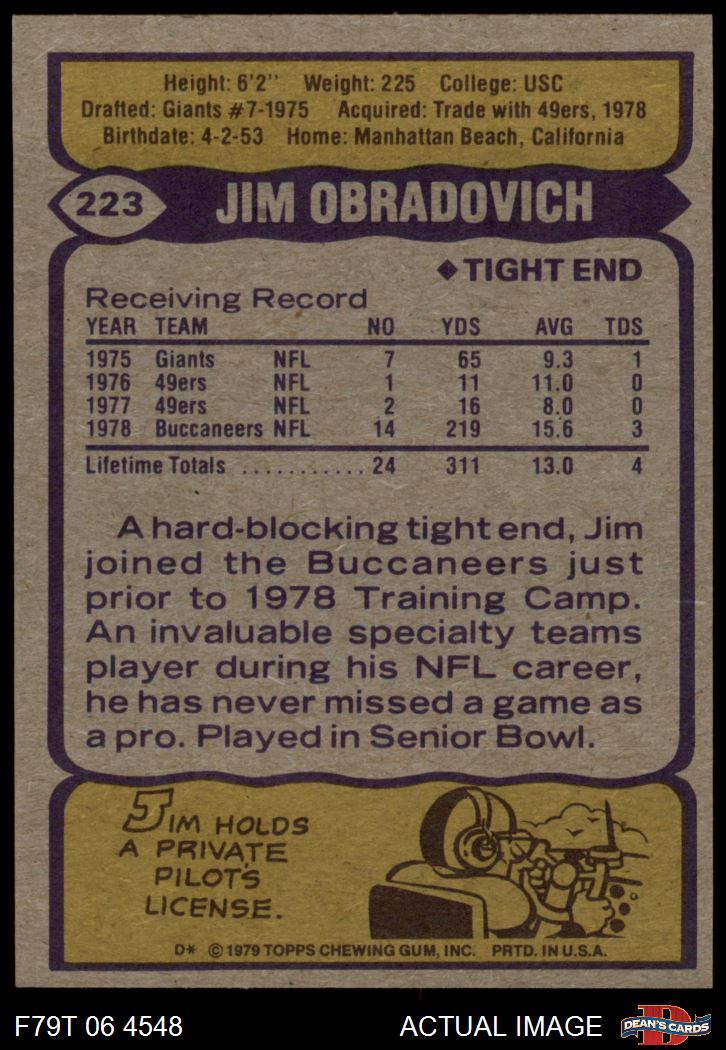 Height: 6'2" Weight: 225 College: USC
Drafted: Giants #7-1975 Acquired: Trade with 49ers, 1978
Birthdate: 4-2-53 Home: Manhattan Beach, California
223 JIM OBRADOVICH
◆TIGHT END
Receiving Record
YEAR TEAM NO YDS AVG TDS
1975 Giants NFL 7 65 9.3 1
1976 49ers NFL 1 11 11.0 0
1977 49ers NFL 2 16 8.0 0
1978 Buccaneers NFL 14 219 15.6 3
Lifetime Totals ............ 24 311 13.0 4
A hard-blocking tight end, Jim
joined the Buccaneers just
prior to 1978 Training Camp.
An invaluable specialty teams
player during his NFL career,
he has never missed a game as
a pro. Played in Senior Bowl.
JIM HOLDS
A PRIVATE
PILOT'S
LICENSE.
D* © 1979 TOPPS CHEWING GUM, INC. PRTD. IN U.S.A.
F79T 06 4548 ACTUAL IMAGE D DEAN'S CARDS